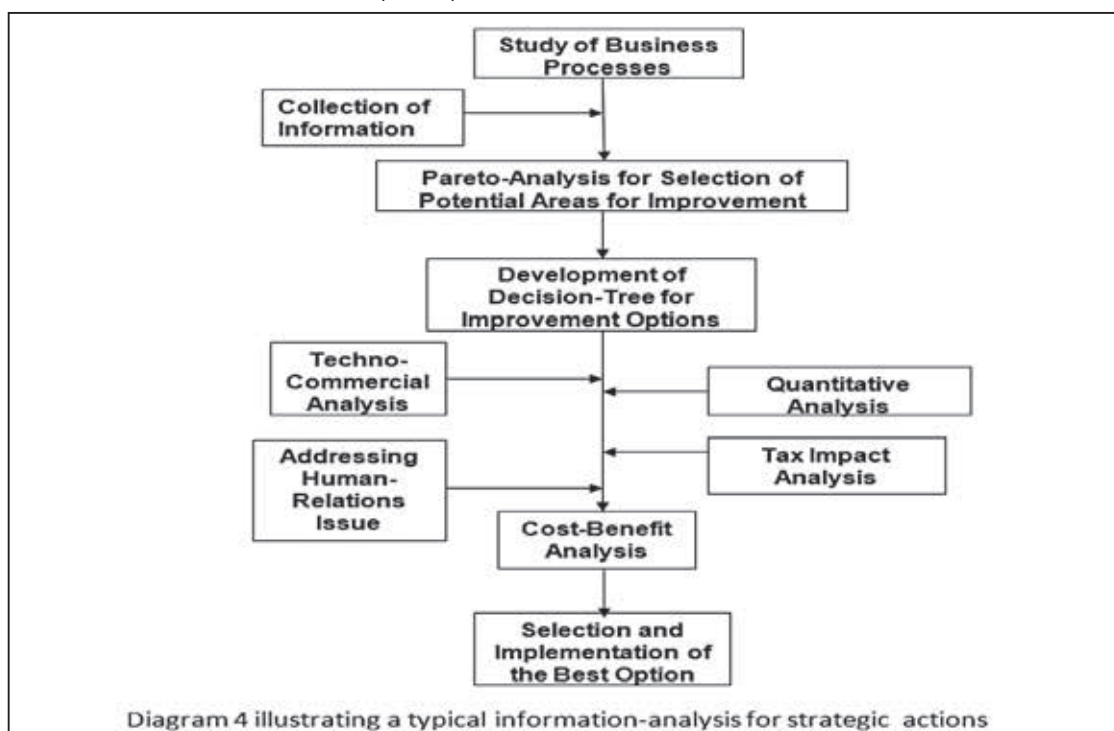 Study of Business
Processes
Collection of
Information
Pareto-Analysis for Selection of
Potential Areas for Improvement
Development of
Decision-Tree for
Improvement Options
Techno-
Commercial
Analysis
Quantitative
Analysis
Addressing
Human-
Relations
Issue
Tax Impact
Analysis
Cost-Benefit
Analysis
Selection and
Implementation of
the Best Option
Diagram 4 illustrating a typical information-analysis for strategic actions